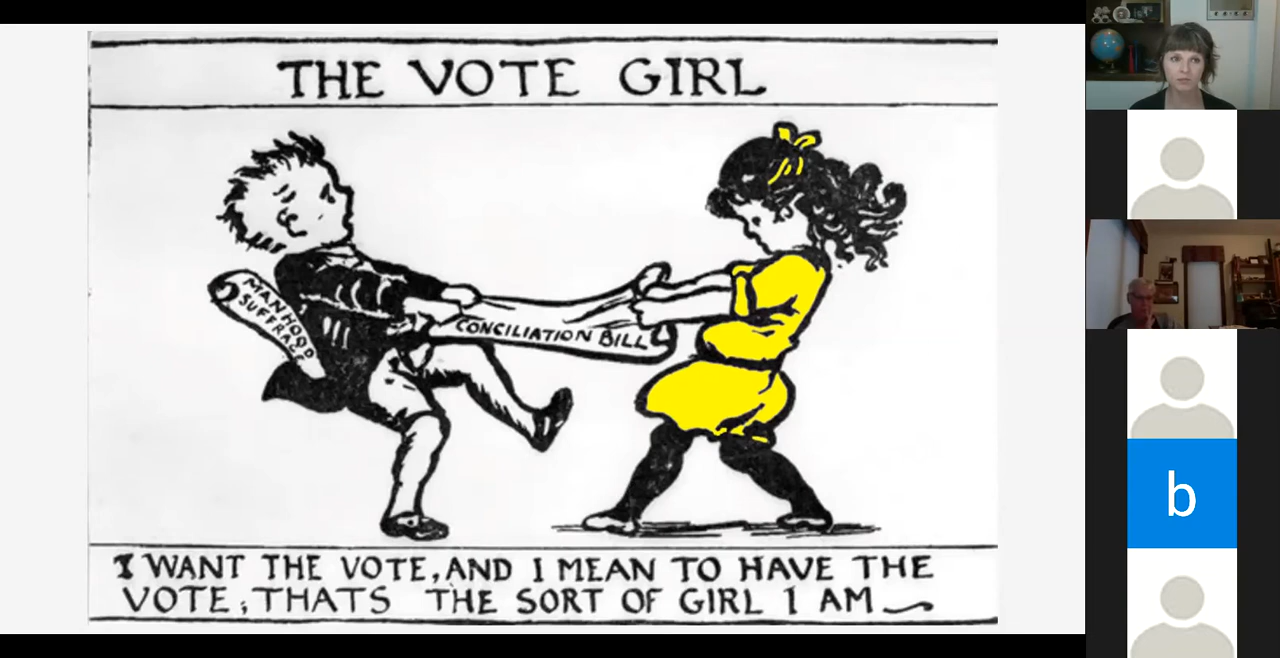 THE VOTE GIRL
MANHOOD
SUFFRAGE
CONCILIATION BILL
I WANT THE VOTE, AND I MEAN TO HAVE THE
VOTE, THATS THE SORT OF GIRL I AM
b